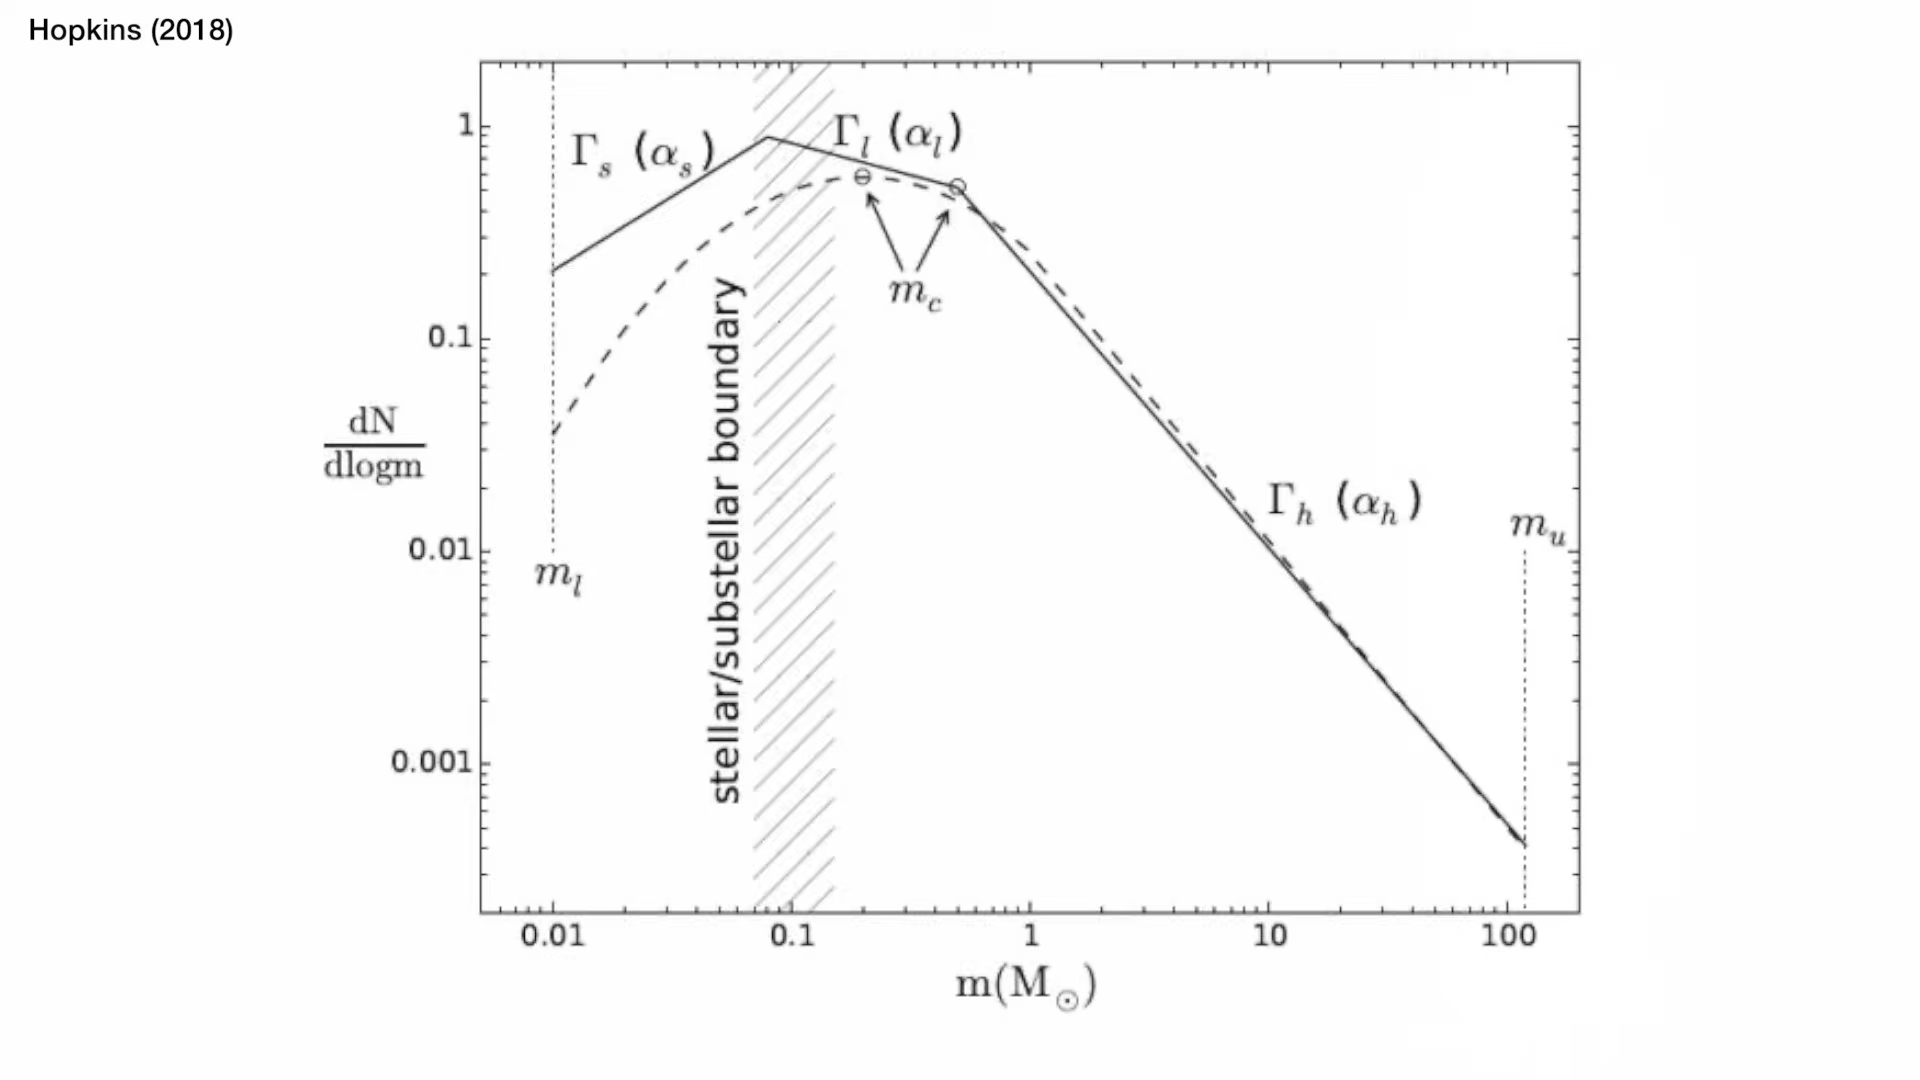 Hopkins (2018)
Γs (αs)
Γl (αl)
mc
1
0.1
0.01
0.001
dN
dlogm
stellar/substellar boundary
Γh (αh)
ml
mu
0.01 0.1 1 10 100
m(M⊙)